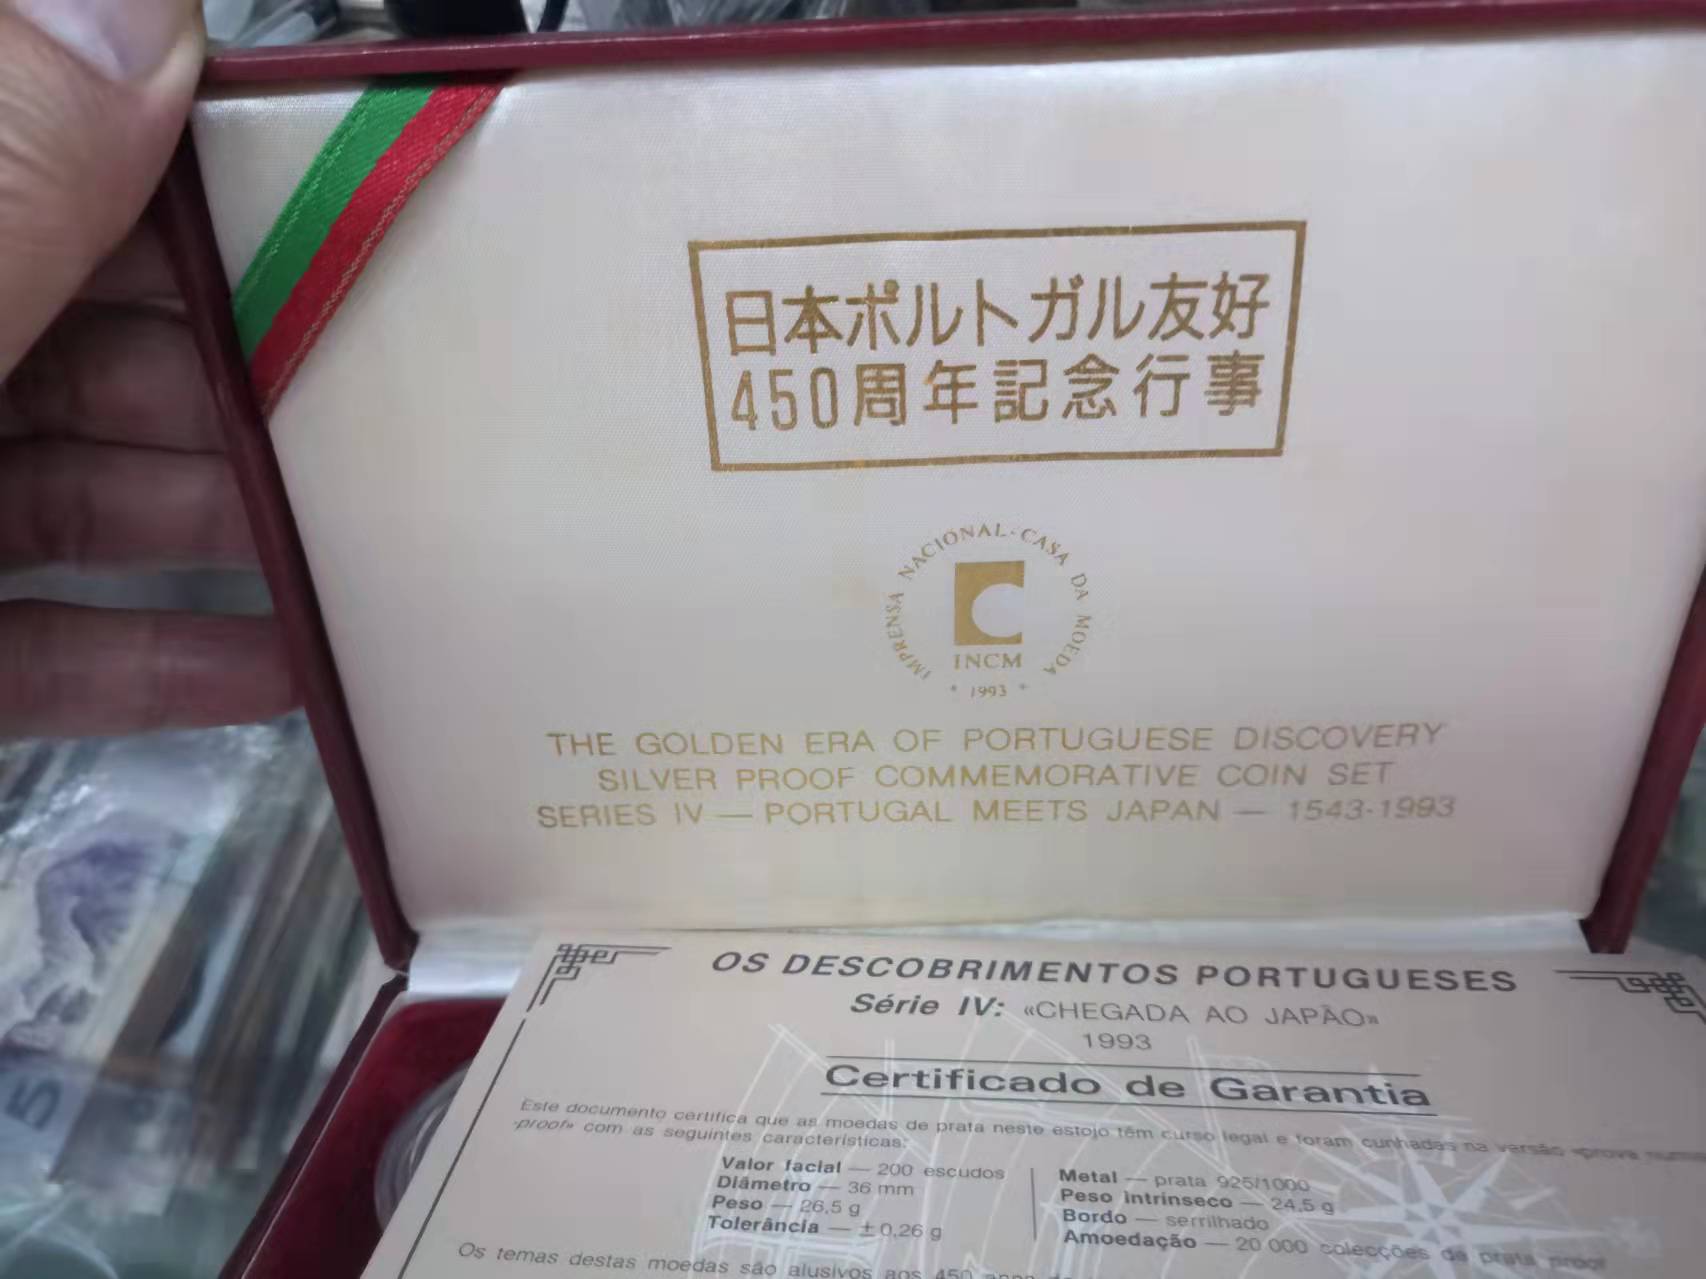 日本ポルトガル友好
450周年記念行事
IMPRENSA NACIONAL-CASA DA MOEDA
INCM
* 1993 *
THE GOLDEN ERA OF PORTUGUESE DISCOVERY
SILVER PROOF COMMEMORATIVE COIN SET
SERIES IV — PORTUGAL MEETS JAPAN — 1543-1993
OS DESCOBRIMENTOS PORTUGUESES
Série IV: «CHEGADA AO JAPÃO»
1993
Certificado de Garantia
Este documento certifica que as moedas de prata neste estojo têm curso legal e foram cunhadas na versão «prova
-proof» com as seguintes características:
Valor facial — 200 escudos
Diâmetro — 36 mm
Peso — 26,5 g
Tolerância — ± 0,26 g
Metal — prata 925/1000
Peso intrínseco — 24,5 g
Bordo — serrilhado
Amoedação — 20 000 colecções de prata proof
Os temas destas moedas são alusivos aos 450
5